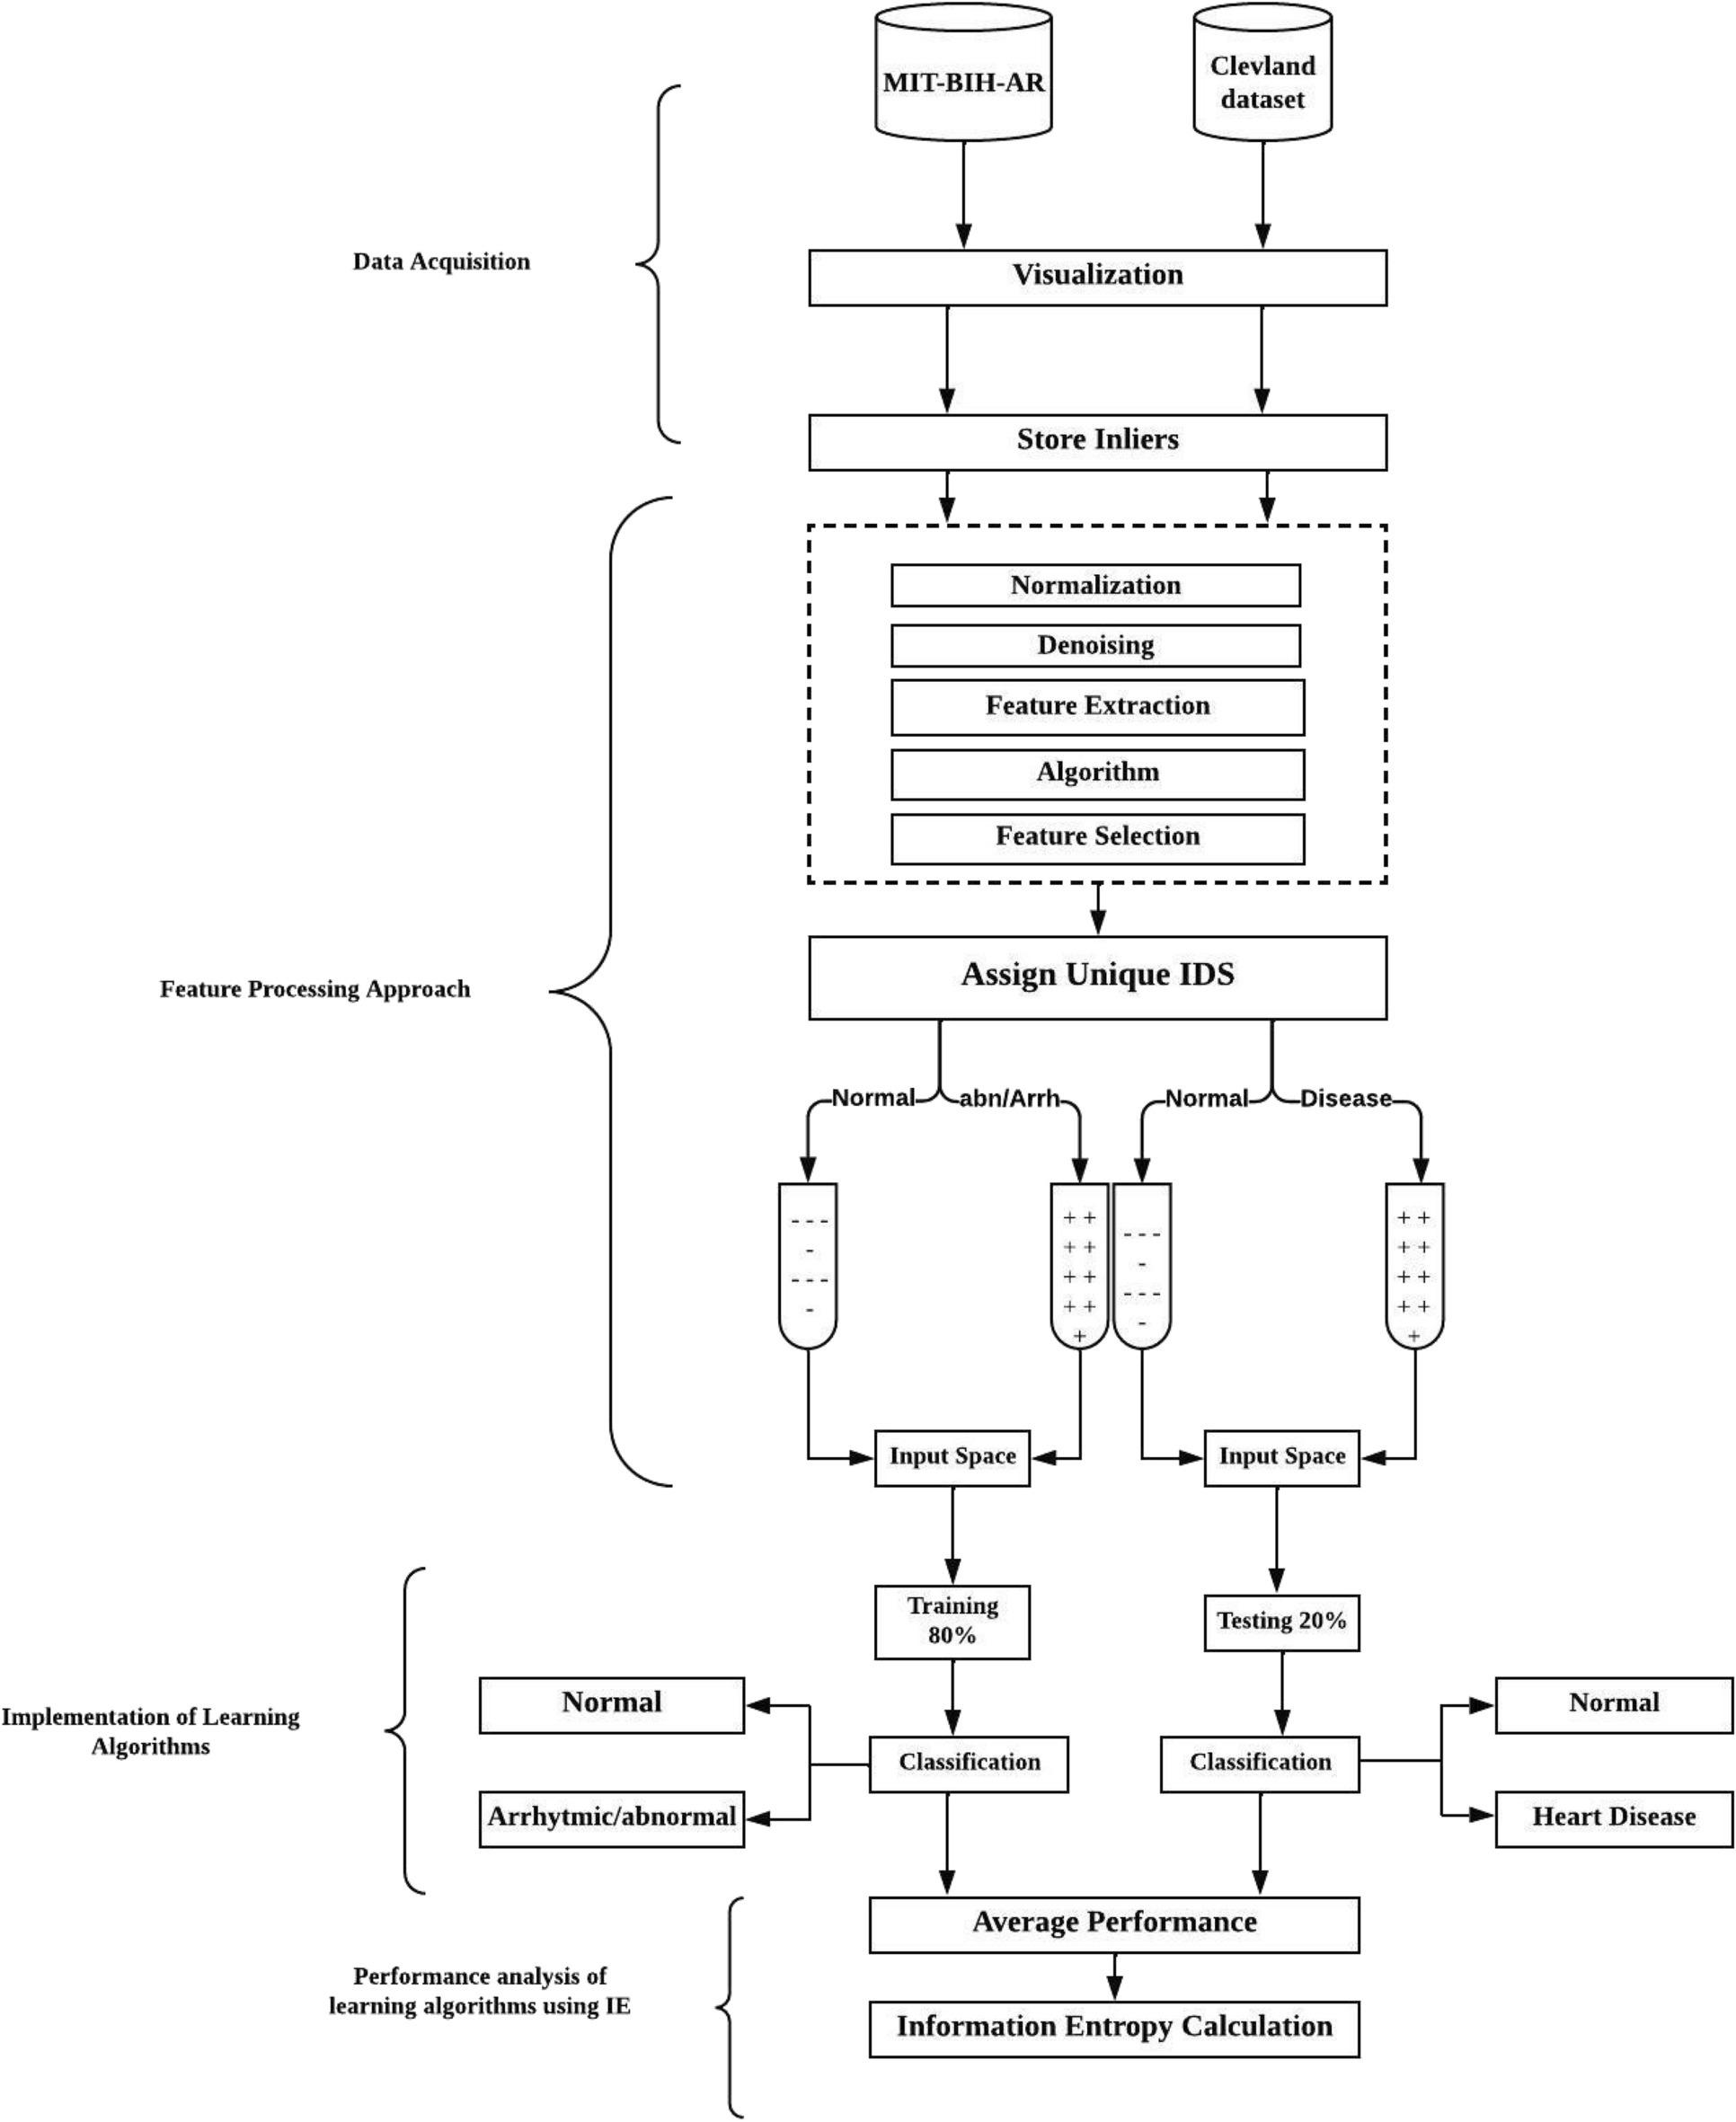 MIT-BIH-AR
Clevland
dataset
Data Acquisition
Visualization
Store Inliers
Normalization
Denoising
Feature Extraction
Algorithm
Feature Selection
Feature Processing Approach
Assign Unique IDS
Normal
abn/Arrh
Normal
Disease
- - -
-
- - -
-
+ +
+ +
+ +
+ +
+
- - -
-
- - -
-
+ +
+ +
+ +
+ +
+
Input Space
Input Space
Training
80%
Testing 20%
Implementation of Learning
Algorithms
Normal
Arrhytmic/abnormal
Classification
Classification
Normal
Heart Disease
Average Performance
Performance analysis of
learning algorithms using IE
Information Entropy Calculation